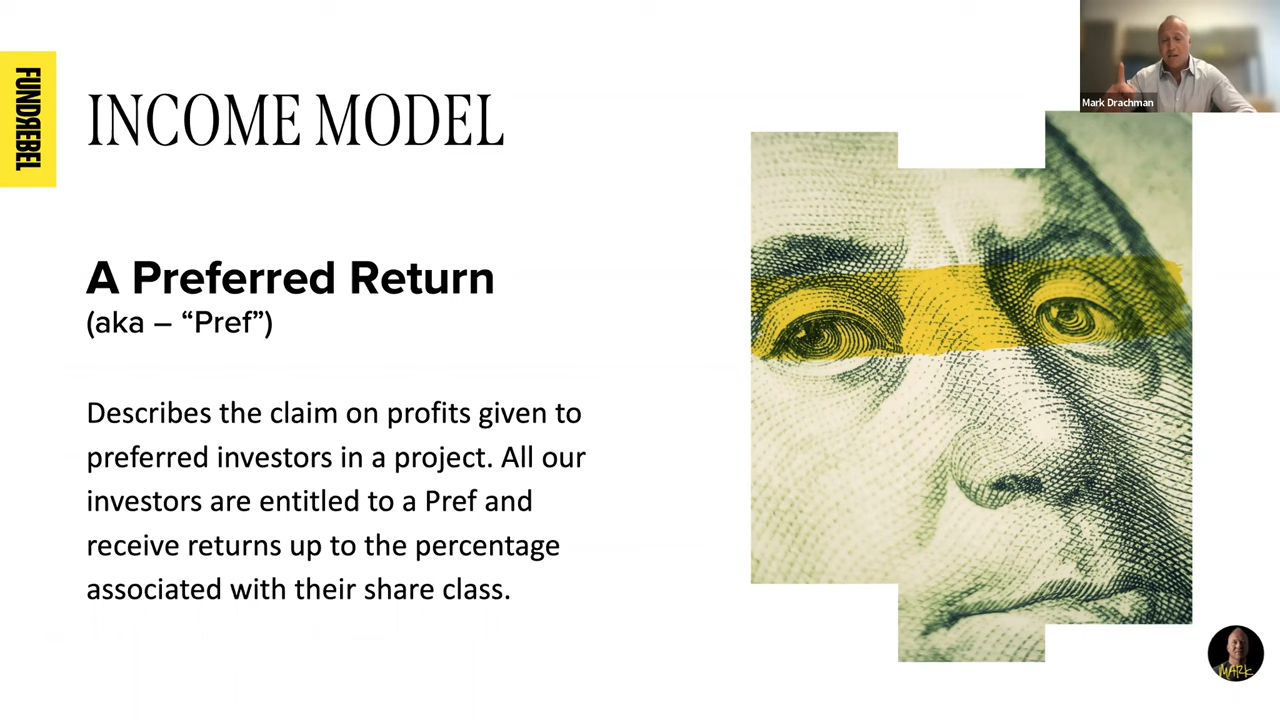 FUNDREBEL
INCOME MODEL
Mark Drachman
A Preferred Return
(aka – “Pref”)
Describes the claim on profits given to
preferred investors in a project. All our
investors are entitled to a Pref and
receive returns up to the percentage
associated with their share class.
MARK